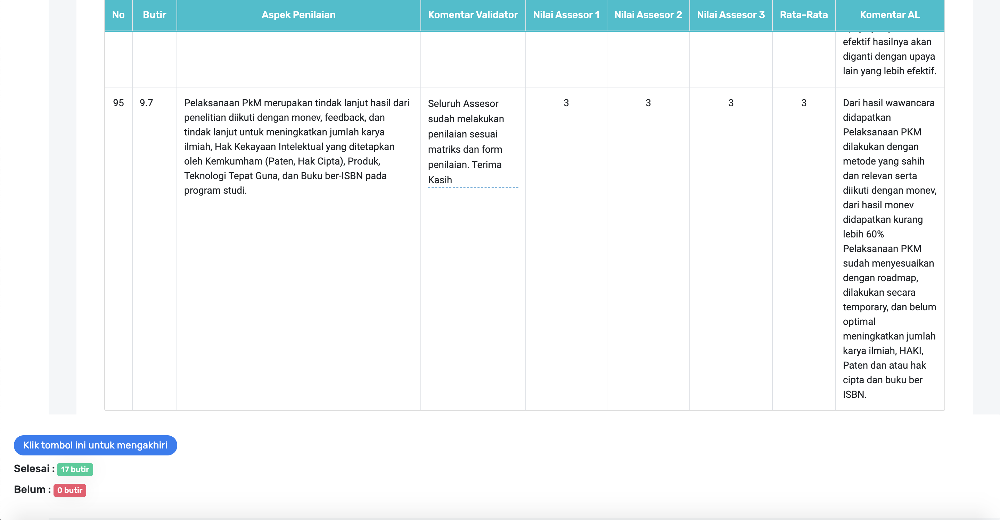 No Butir Aspek Penilaian Komentar Validator Nilai Assesor 1 Nilai Assesor 2 Nilai Assesor 3 Rata-Rata Komentar AL
efektif hasilnya akan
diganti dengan upaya
lain yang lebih efektif.
95
9.7
Pelaksanaan PkM merupakan tindak lanjut hasil dari
penelitian diikuti dengan monev, feedback, dan
tindak lanjut untuk meningkatkan jumlah karya
ilmiah, Hak Kekayaan Intelektual yang ditetapkan
oleh Kemkumham (Paten, Hak Cipta), Produk,
Teknologi Tepat Guna, dan Buku ber-ISBN pada
program studi.
Seluruh Assesor
sudah melakukan
penilaian sesuai
matriks dan form
penilaian. Terima
Kasih
3
3
3
3
Dari hasil wawancara
didapatkan
Pelaksanaan PKM
dilakukan dengan
metode yang sahih
dan relevan serta
diikuti dengan monev,
dari hasil monev
didapatkan kurang
lebih 60%
Pelaksanaan PKM
sudah menyesuaikan
dengan roadmap,
dilakukan secara
temporary, dan belum
optimal
meningkatkan jumlah
karya ilmiah, HAKI,
Paten dan atau hak
cipta dan buku ber
ISBN.
Klik tombol ini untuk mengakhiri
Selesai : 17 butir
Belum : 0 butir